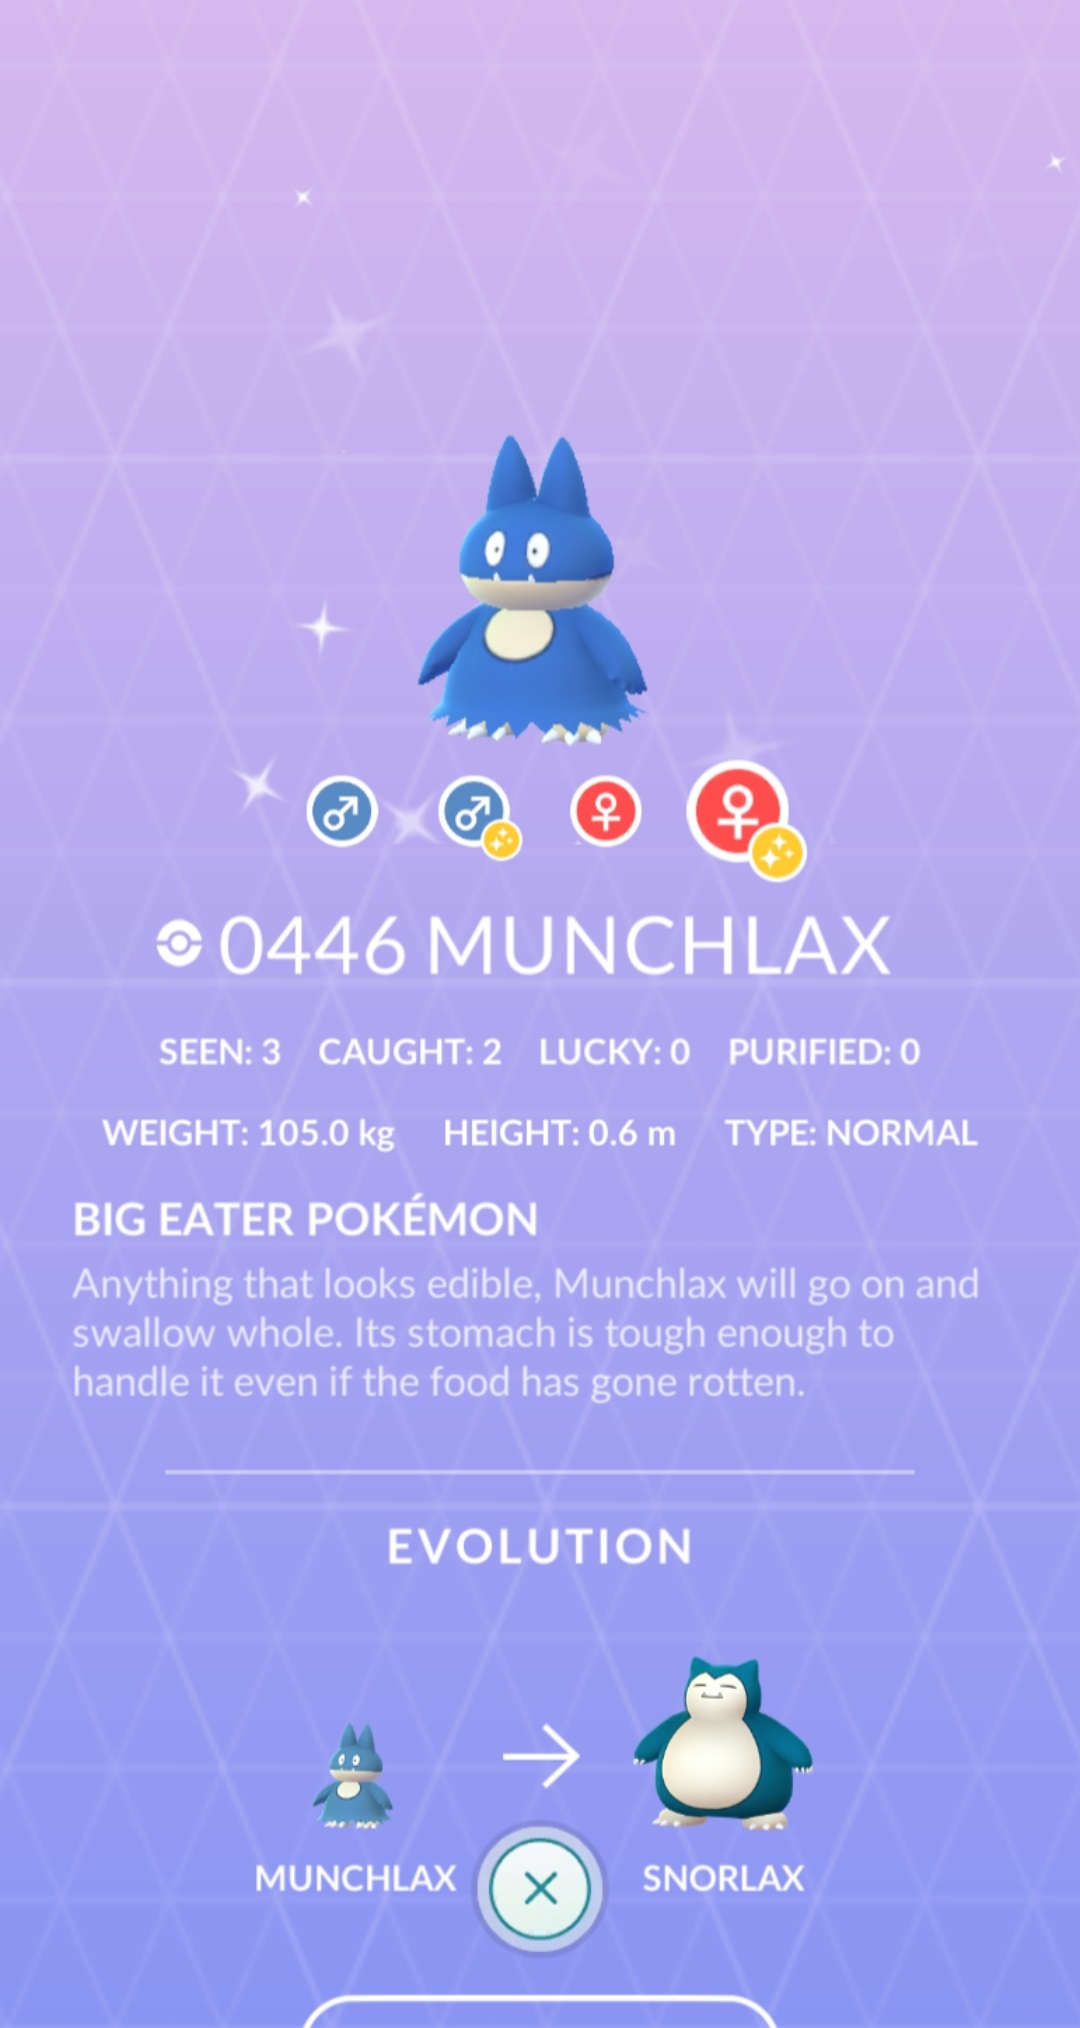 0446 MUNCHLAX
SEEN: 3 CAUGHT: 2 LUCKY: 0 PURIFIED: 0
WEIGHT: 105.0 kg HEIGHT: 0.6 m TYPE: NORMAL
BIG EATER POKÉMON
Anything that looks edible, Munchlax will go on and
swallow whole. Its stomach is tough enough to
handle it even if the food has gone rotten.
EVOLUTION
MUNCHLAX SNORLAX